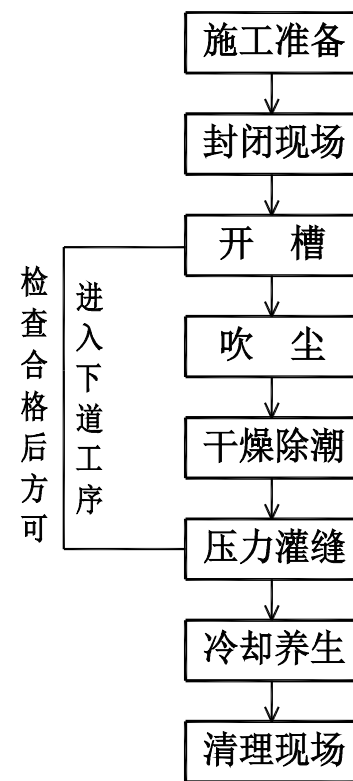 施工准备
封闭现场
开 槽
吹 尘
干燥除潮
压力灌缝
冷却养生
清理现场
检查合格后方可
进入下道工序